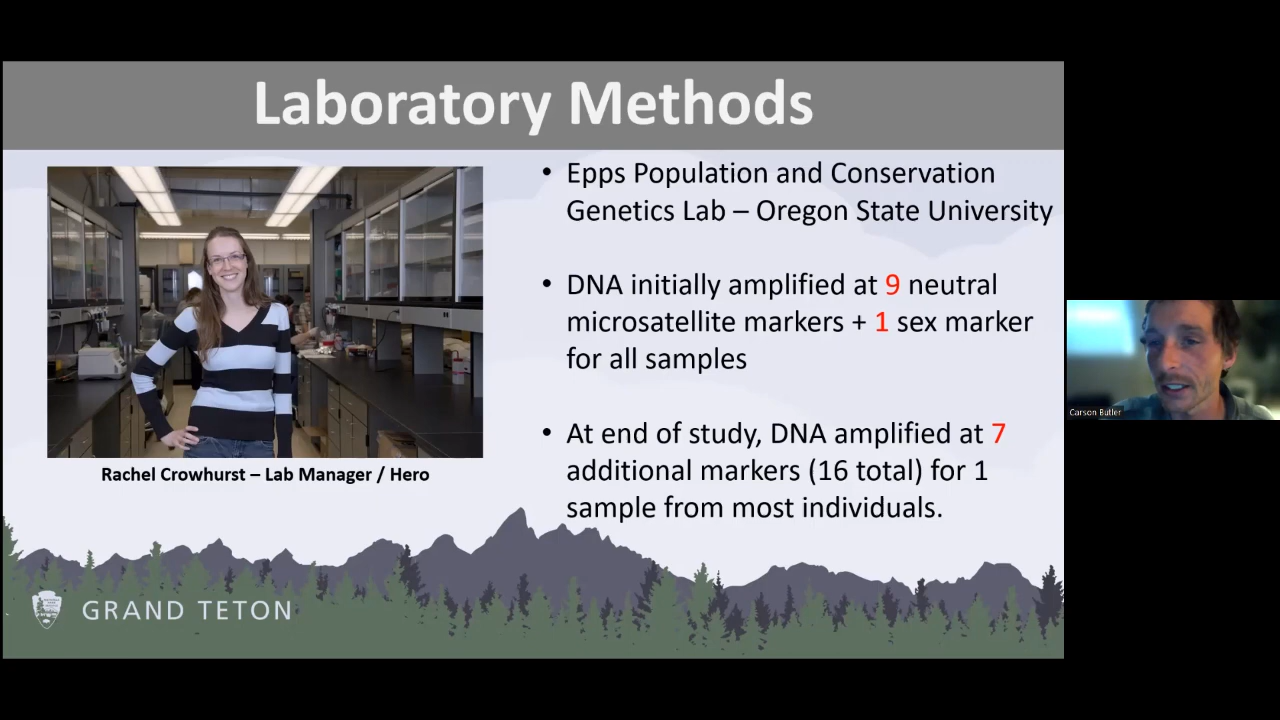 Laboratory Methods
• Epps Population and Conservation
Genetics Lab – Oregon State University
• DNA initially amplified at 9 neutral
microsatellite markers + 1 sex marker
for all samples
• At end of study, DNA amplified at 7
additional markers (16 total) for 1
sample from most individuals.
Rachel Crowhurst – Lab Manager / Hero
GRAND TETON
Carson Butler